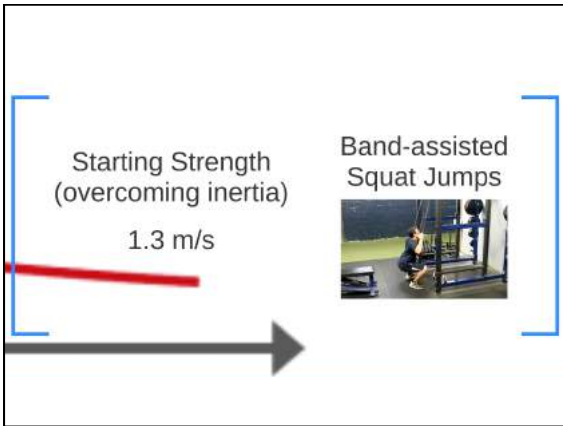 Starting Strength
(overcoming inertia)
1.3 m/s
Band-assisted
Squat Jumps